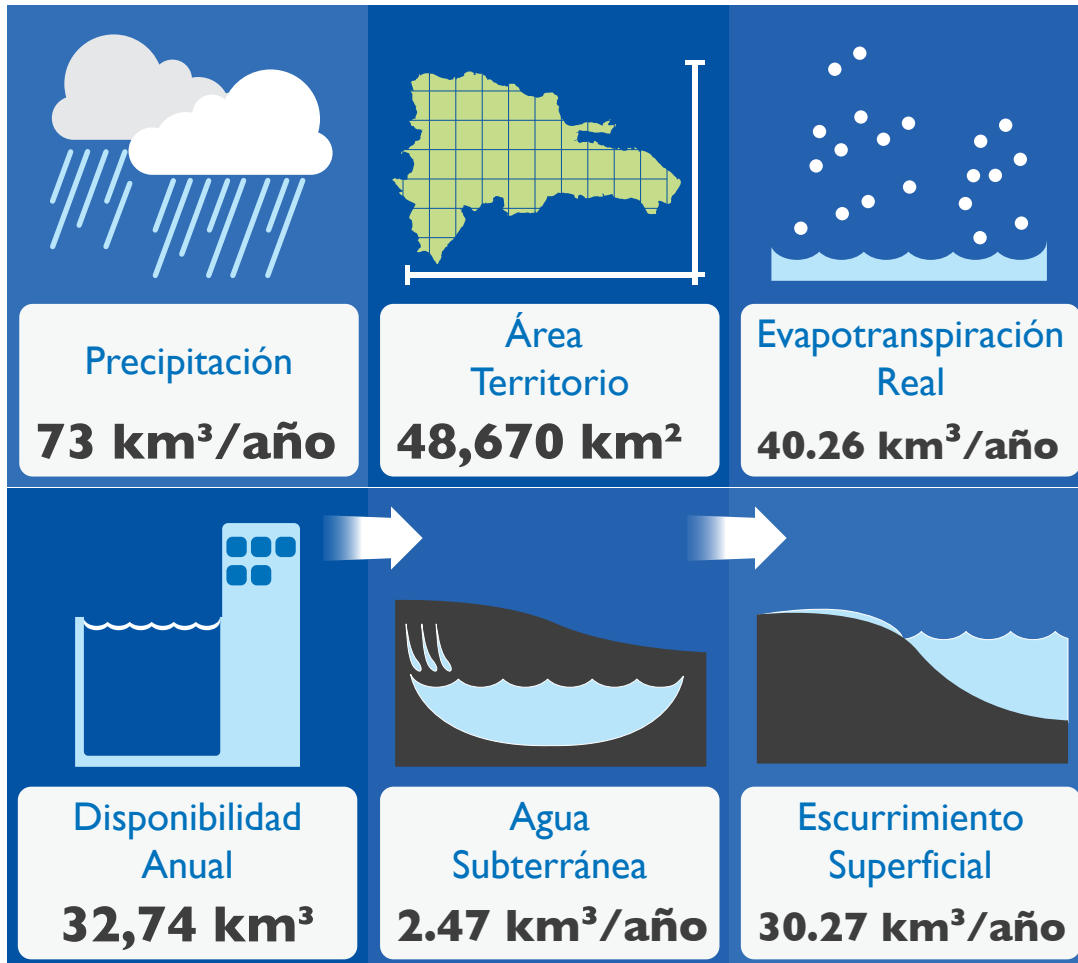 Precipitación
73 km³/año
Área
Territorio
48,670 km²
Evapotranspiración
Real
40.26 km³/año
Disponibilidad
Anual
32,74 km³
Agua
Subterránea
2.47 km³/año
Escurrimiento
Superficial
30.27 km³/año